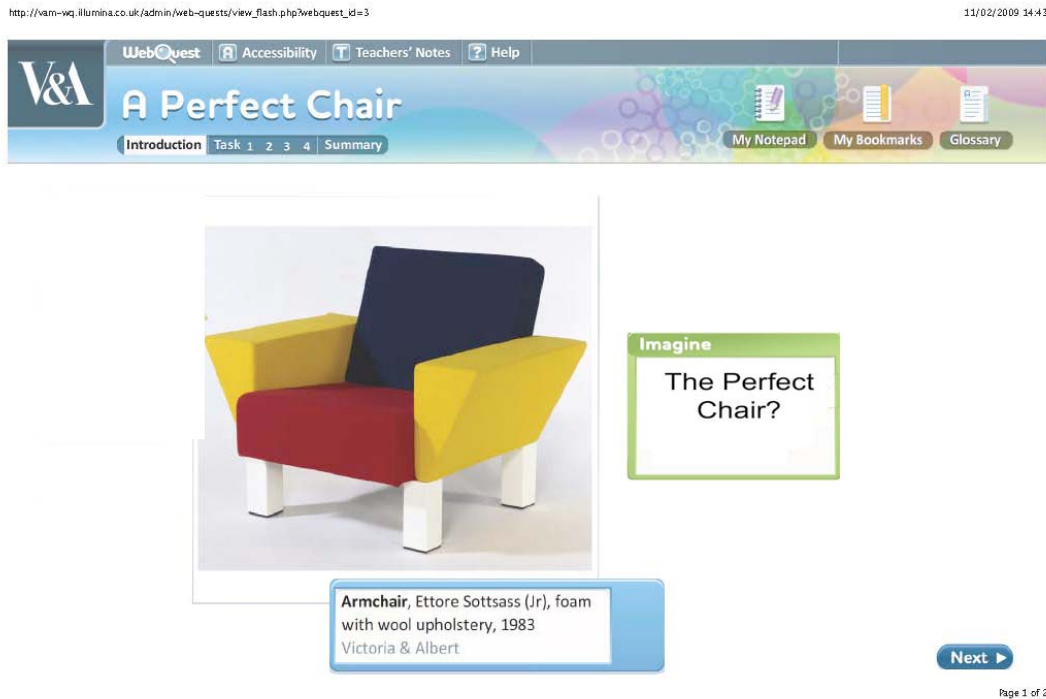 http://vam-wq.illumina.co.uk/admin/web-quests/view_flash.php?webquest_id=3
11/02/2009 14:43
V&A
WebQuest A Accessibility T Teachers' Notes ? Help
A Perfect Chair
My Notepad My Bookmarks Glossary
Introduction Task 1 2 3 4 Summary
Imagine
The Perfect
Chair?
Armchair, Ettore Sottsass (Jr), foam
with wool upholstery, 1983
Victoria & Albert
Next
Page 1 of 2